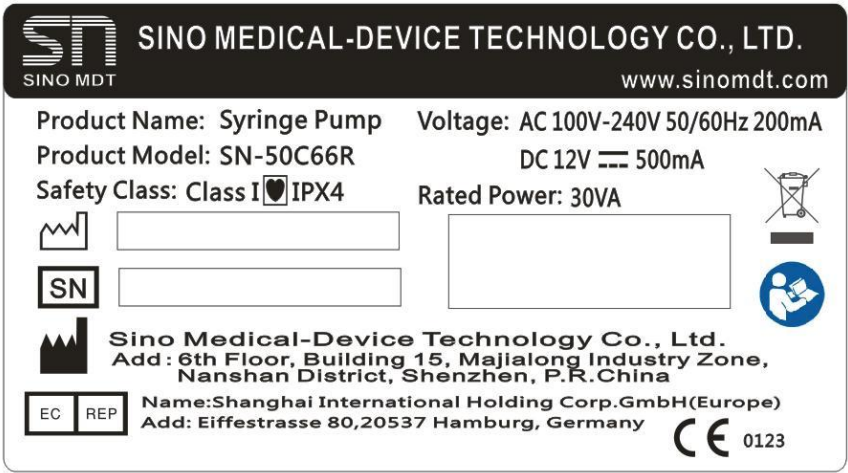 SINO MDT
SINO MEDICAL-DEVICE TECHNOLOGY CO., LTD.
www.sinomdt.com
Product Name: Syringe Pump
Voltage: AC 100V-240V 50/60Hz 200mA
Product Model: SN-50C66R
DC 12V 500mA
Safety Class: Class I IPX4
Rated Power: 30VA
SN
Sino Medical-Device Technology Co., Ltd.
Add : 6th Floor, Building 15, Majialong Industry Zone,
Nanshan District, Shenzhen, P.R.China
EC REP
Name:Shanghai International Holding Corp.GmbH(Europe)
Add: Eiffestrasse 80,20537 Hamburg, Germany
CE 0123